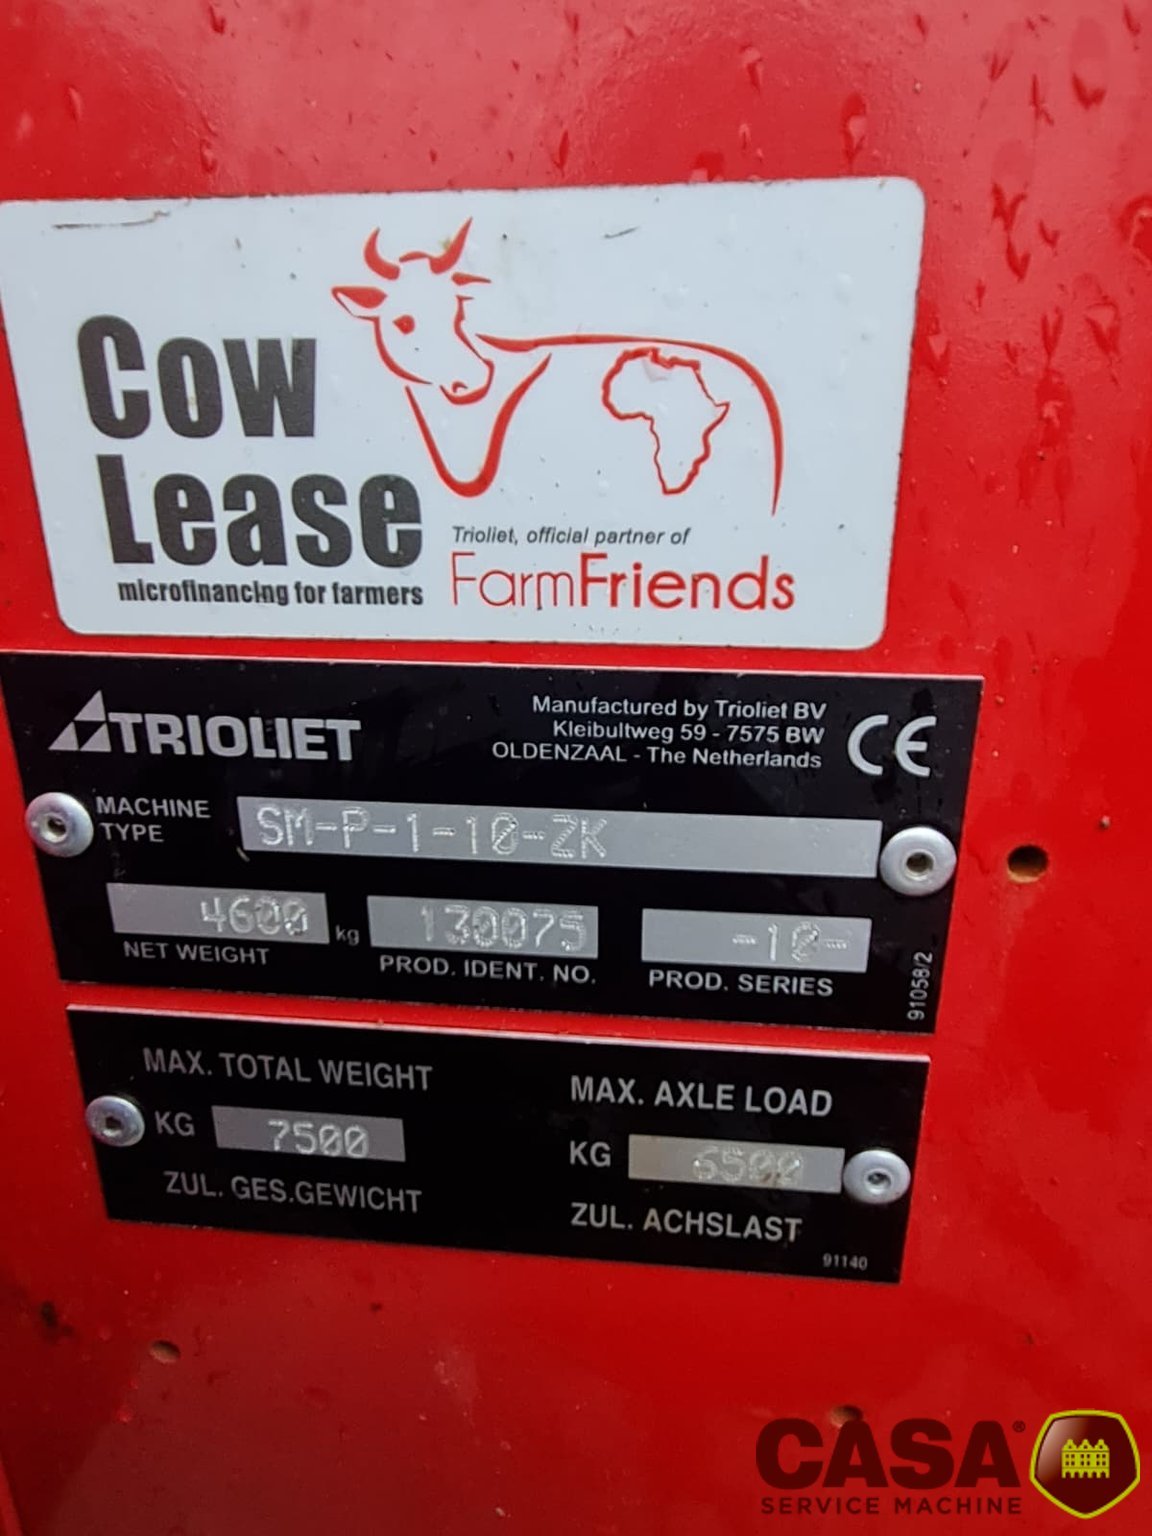 Cow
Lease
microfinancing for farmers
Trioliet, official partner of
FarmFriends
TRIOLIET
Manufactured by Trioliet BV
Kleibultweg 59 - 7575 BW
OLDENZAAL - The Netherlands
CE
MACHINE
TYPE
SM-P-1-10-ZK
4600 kg
NET WEIGHT
130075
PROD. IDENT. NO.
-10-
PROD. SERIES
91058/2
MAX. TOTAL WEIGHT
KG 7500
ZUL. GES.GEWICHT
MAX. AXLE LOAD
KG 6500
ZUL. ACHSLAST
91140
CASA®
SERVICE MACHINE